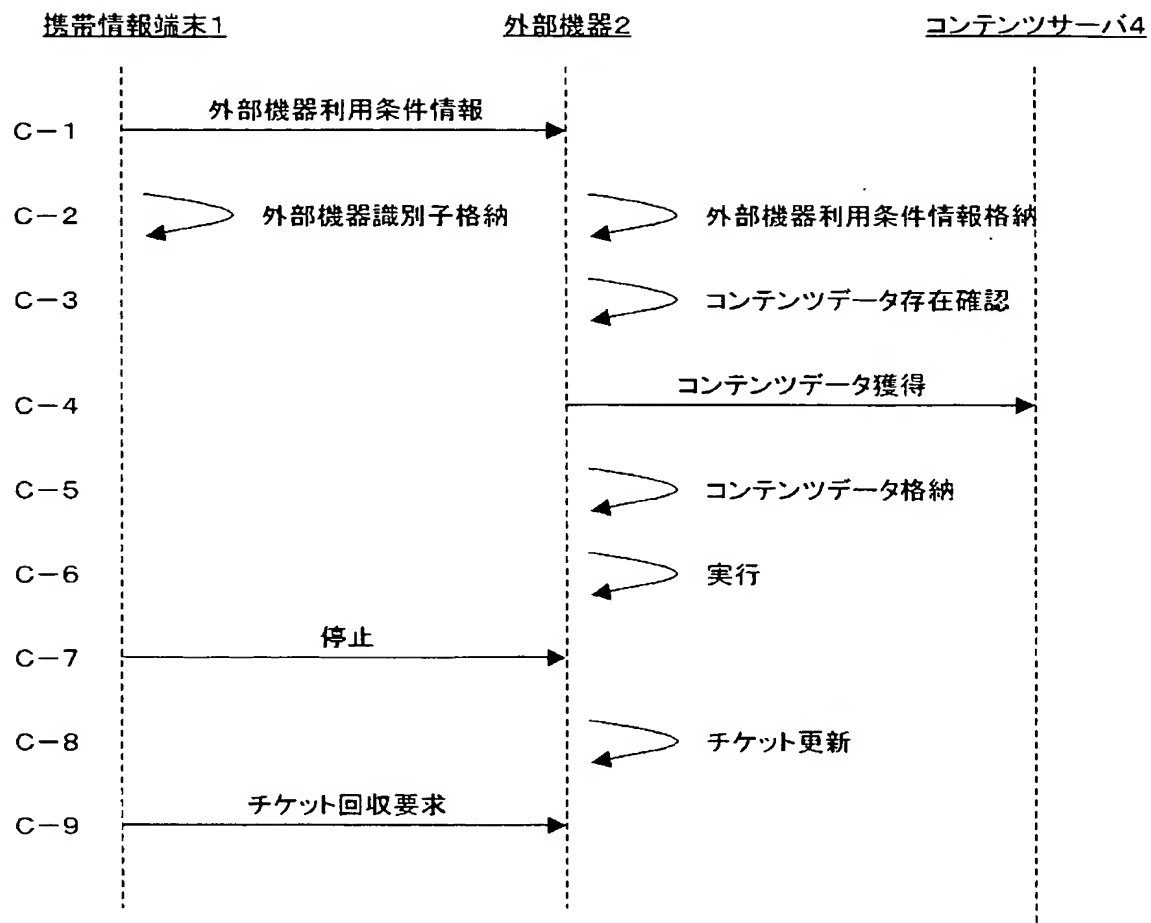 携帯情報端末1
外部機器2
コンテンツサーバ4
C-1
外部機器利用条件情報
C-2
外部機器識別子格納
外部機器利用条件情報格納
C-3
コンテンツデータ存在確認
C-4
コンテンツデータ獲得
C-5
コンテンツデータ格納
C-6
実行
C-7
停止
C-8
チケット更新
C-9
チケット回収要求